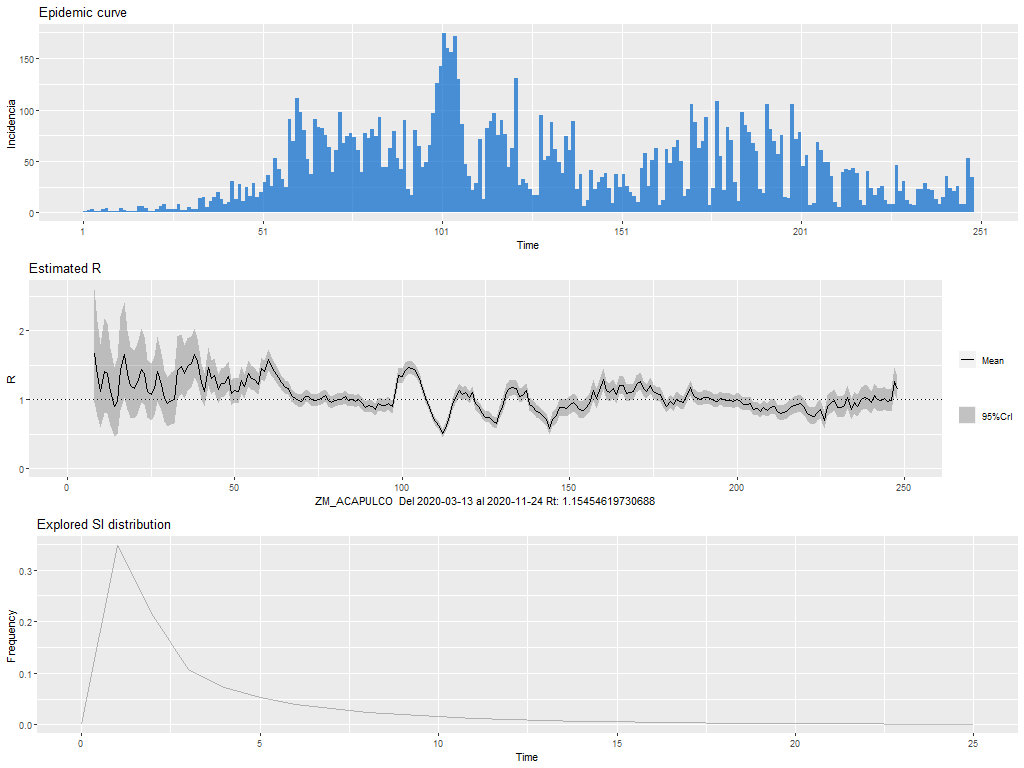 Epidemic curve
150
100
50
0
Incidencia
1 51 101 151 201 251
Time
Estimated R
2
1
0
R
Mean
95%CrI
0 50 100 150 200 250
ZM_ACAPULCO Del 2020-03-13 al 2020-11-24 Rt: 1.15454619730688
Explored SI distribution
0.3
0.2
0.1
0.0
Frequency
0 5 10 15 20 25
Time